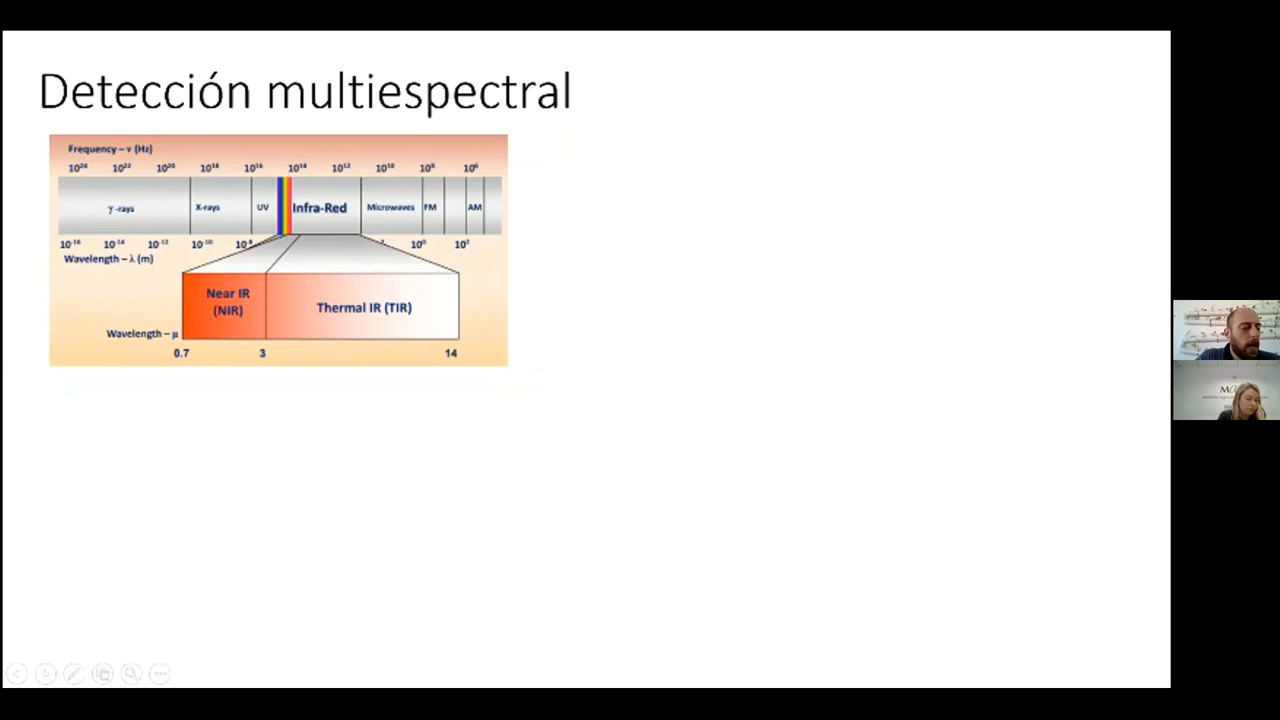 Detección multiespectral
Frequency – ν (Hz)
10²⁴ 10²² 10²⁰ 10¹⁸ 10¹⁶ 10¹⁴ 10¹² 10¹⁰ 10⁸ 10⁶
γ -rays X-rays UV Infra-Red Microwaves FM AM
10⁻¹⁶ 10⁻¹⁴ 10⁻¹² 10⁻¹⁰ 10⁻⁸ 10⁰ 10²
Wavelength – λ (m)
Near IR
(NIR)
Thermal IR (TIR)
Wavelength – μ
0.7 3 14